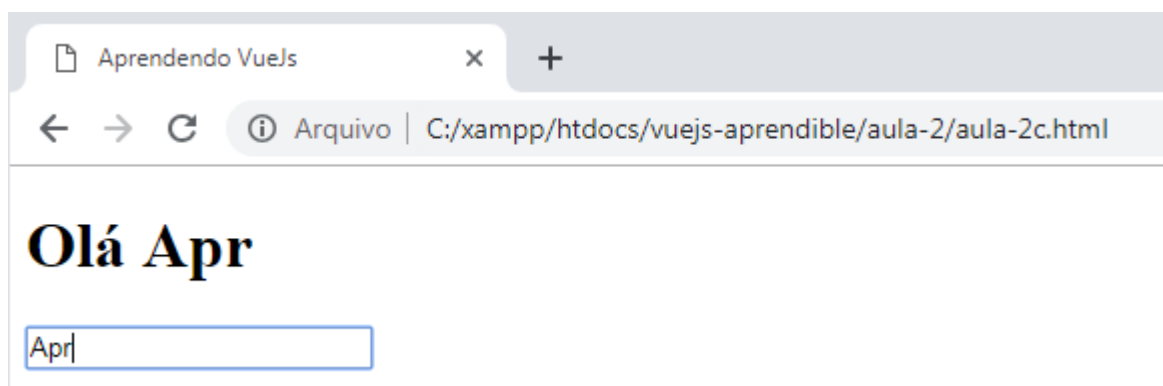 Aprendendo VueJs
Arquivo | C:/xampp/htdocs/vuejs-aprendible/aula-2/aula-2c.html
Olá Apr
Apr